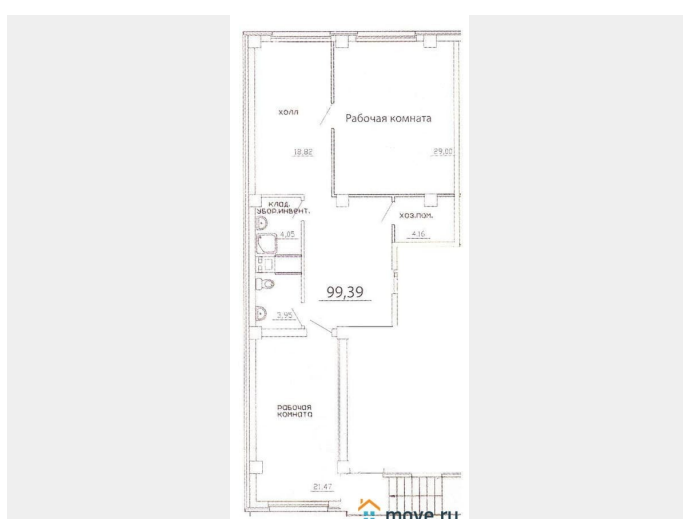 холл
Рабочая комната
18.82
29.00
клад.
убор.инвент.
хоз.пом.
4.05
4.16
99,39
3.95
рабочая
комната
21.47
move.ru